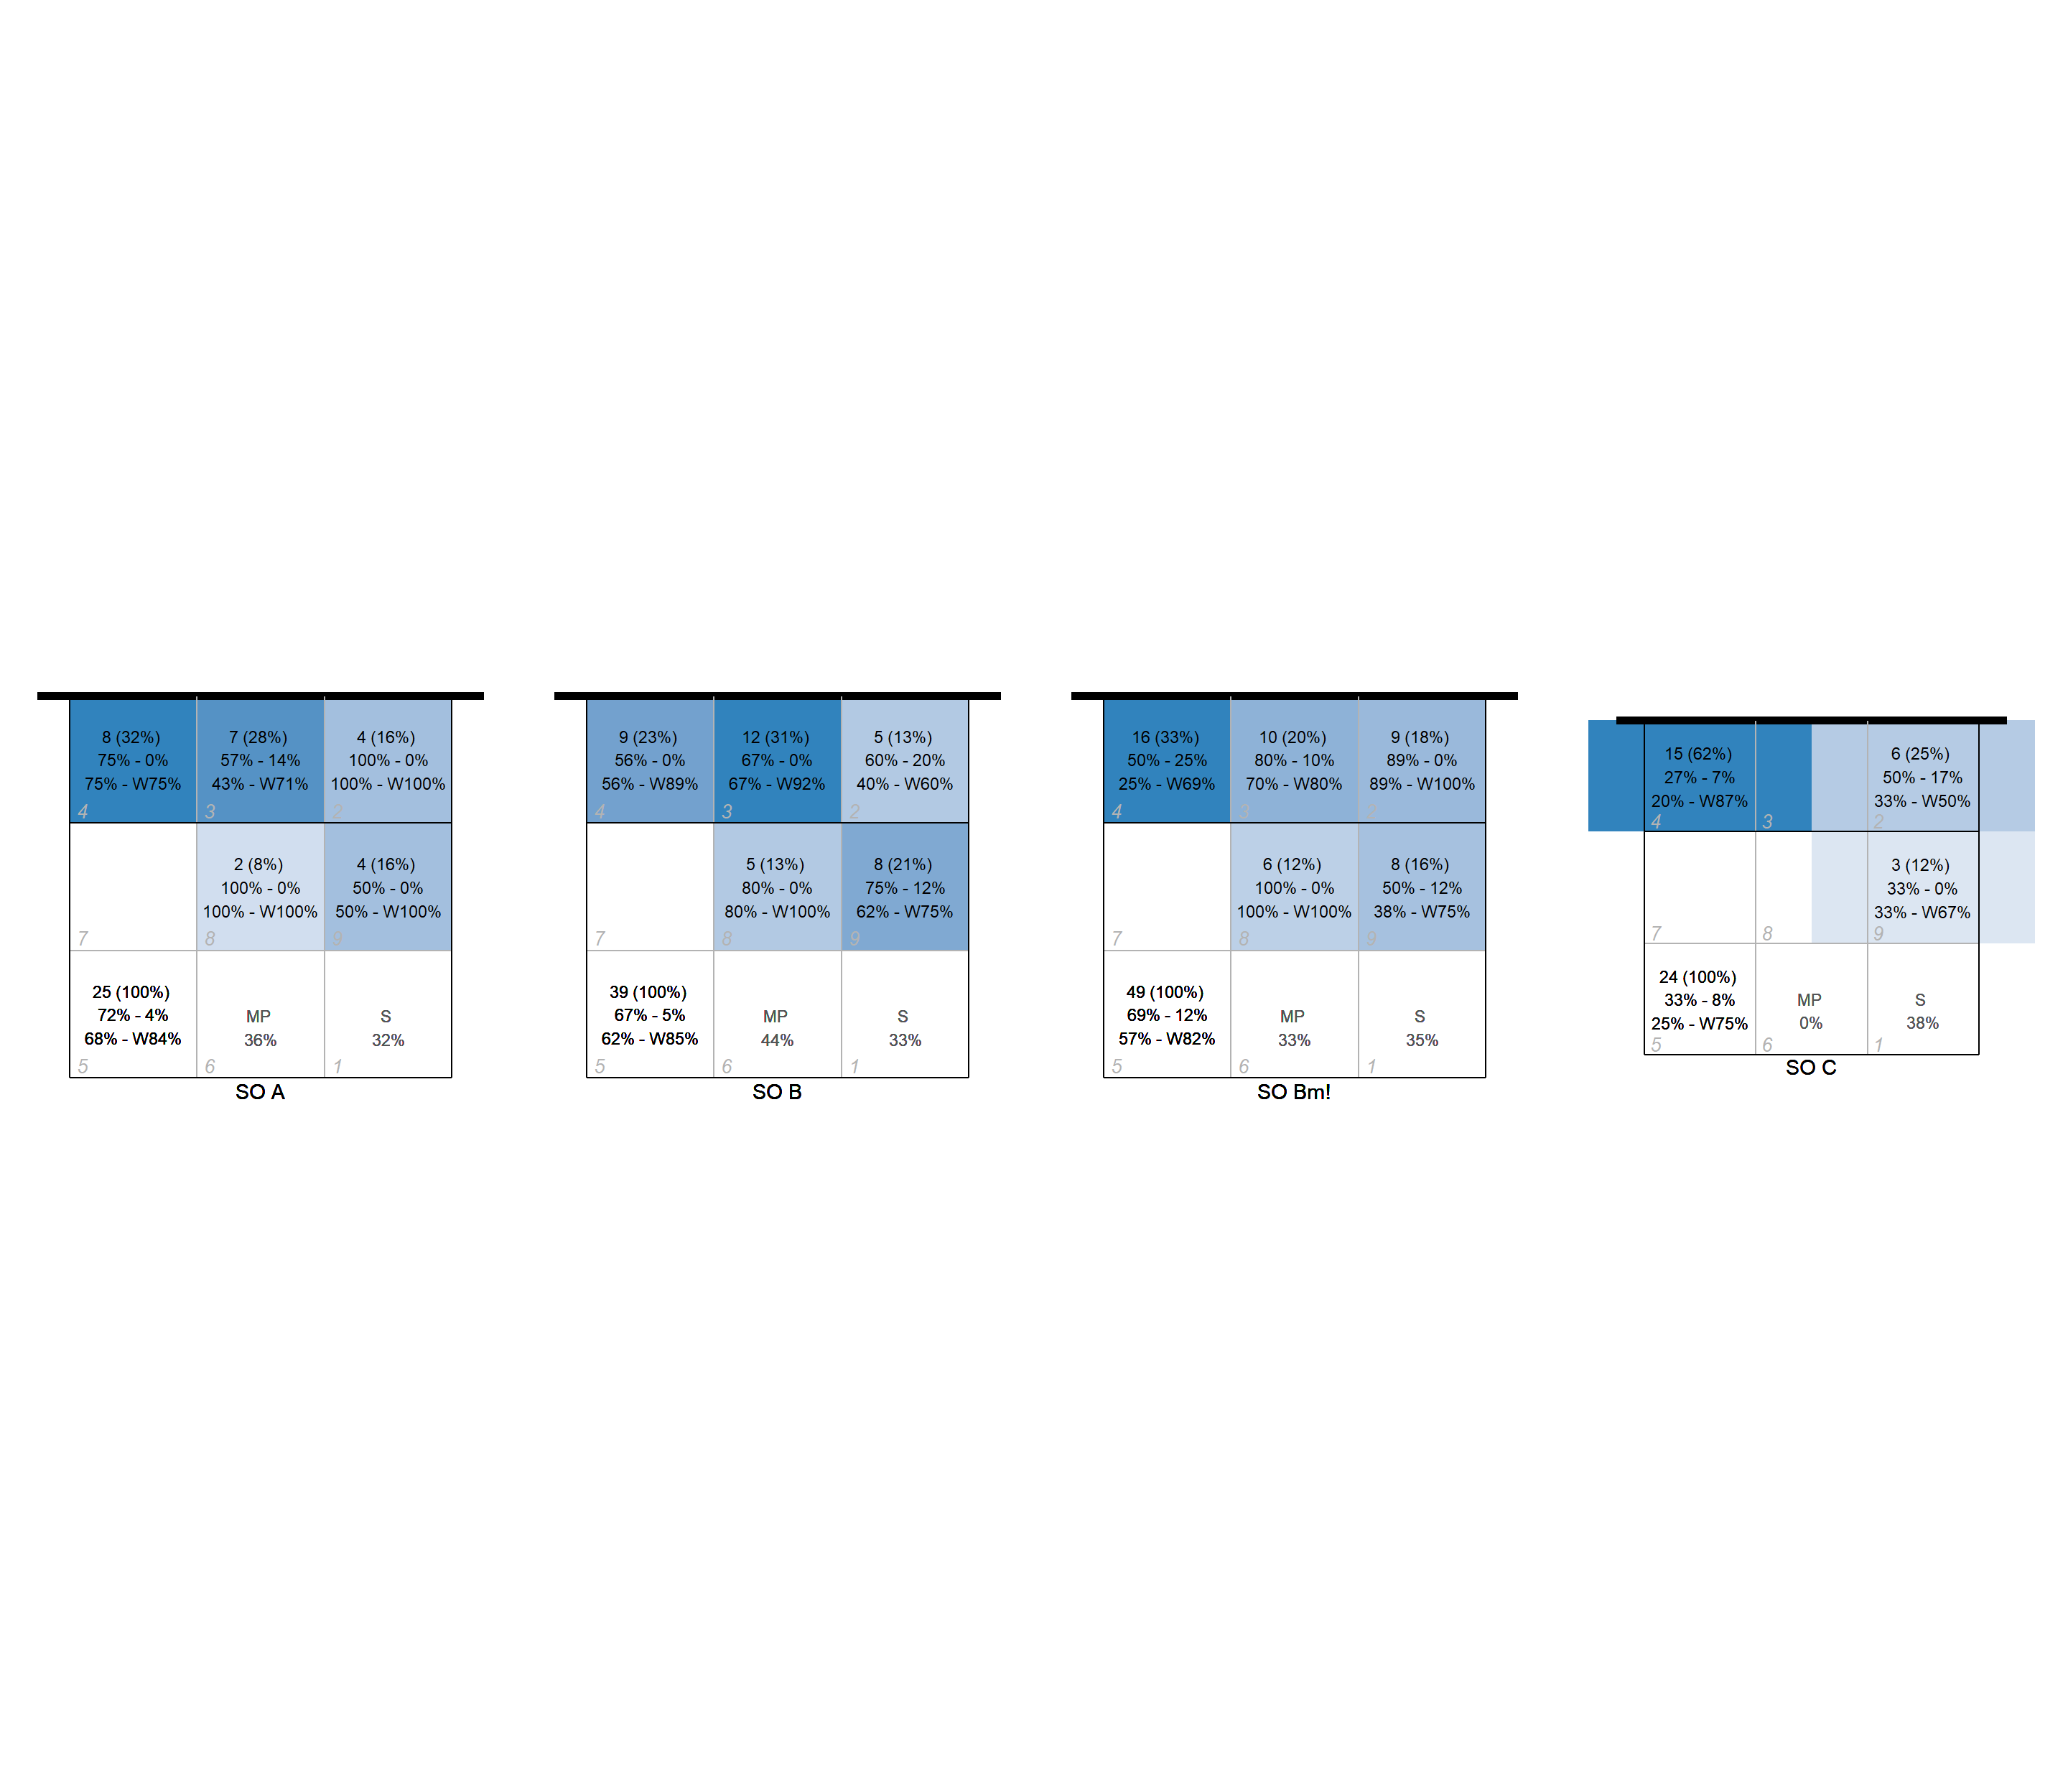 8 (32%)
75% - 0%
75% - W75%
4
7 (28%)
57% - 14%
43% - W71%
3
4 (16%)
100% - 0%
100% - W100%
2
7
2 (8%)
100% - 0%
100% - W100%
8
4 (16%)
50% - 0%
50% - W100%
9
25 (100%)
72% - 4%
68% - W84%
5
MP
36%
6
S
32%
1
SO A
9 (23%)
56% - 0%
56% - W89%
4
12 (31%)
67% - 0%
67% - W92%
3
5 (13%)
60% - 20%
40% - W60%
2
7
5 (13%)
80% - 0%
80% - W100%
8
8 (21%)
75% - 12%
62% - W75%
9
39 (100%)
67% - 5%
62% - W85%
5
MP
44%
6
S
33%
1
SO B
16 (33%)
50% - 25%
25% - W69%
4
10 (20%)
80% - 10%
70% - W80%
3
9 (18%)
89% - 0%
89% - W100%
2
7
6 (12%)
100% - 0%
100% - W100%
8
8 (16%)
50% - 12%
38% - W75%
9
49 (100%)
69% - 12%
57% - W82%
5
MP
33%
6
S
35%
1
SO Bm!
15 (62%)
27% - 7%
20% - W87%
4
3
6 (25%)
50% - 17%
33% - W50%
2
7
8
3 (12%)
33% - 0%
33% - W67%
9
24 (100%)
33% - 8%
25% - W75%
5
MP
0%
6
S
38%
1
SO C